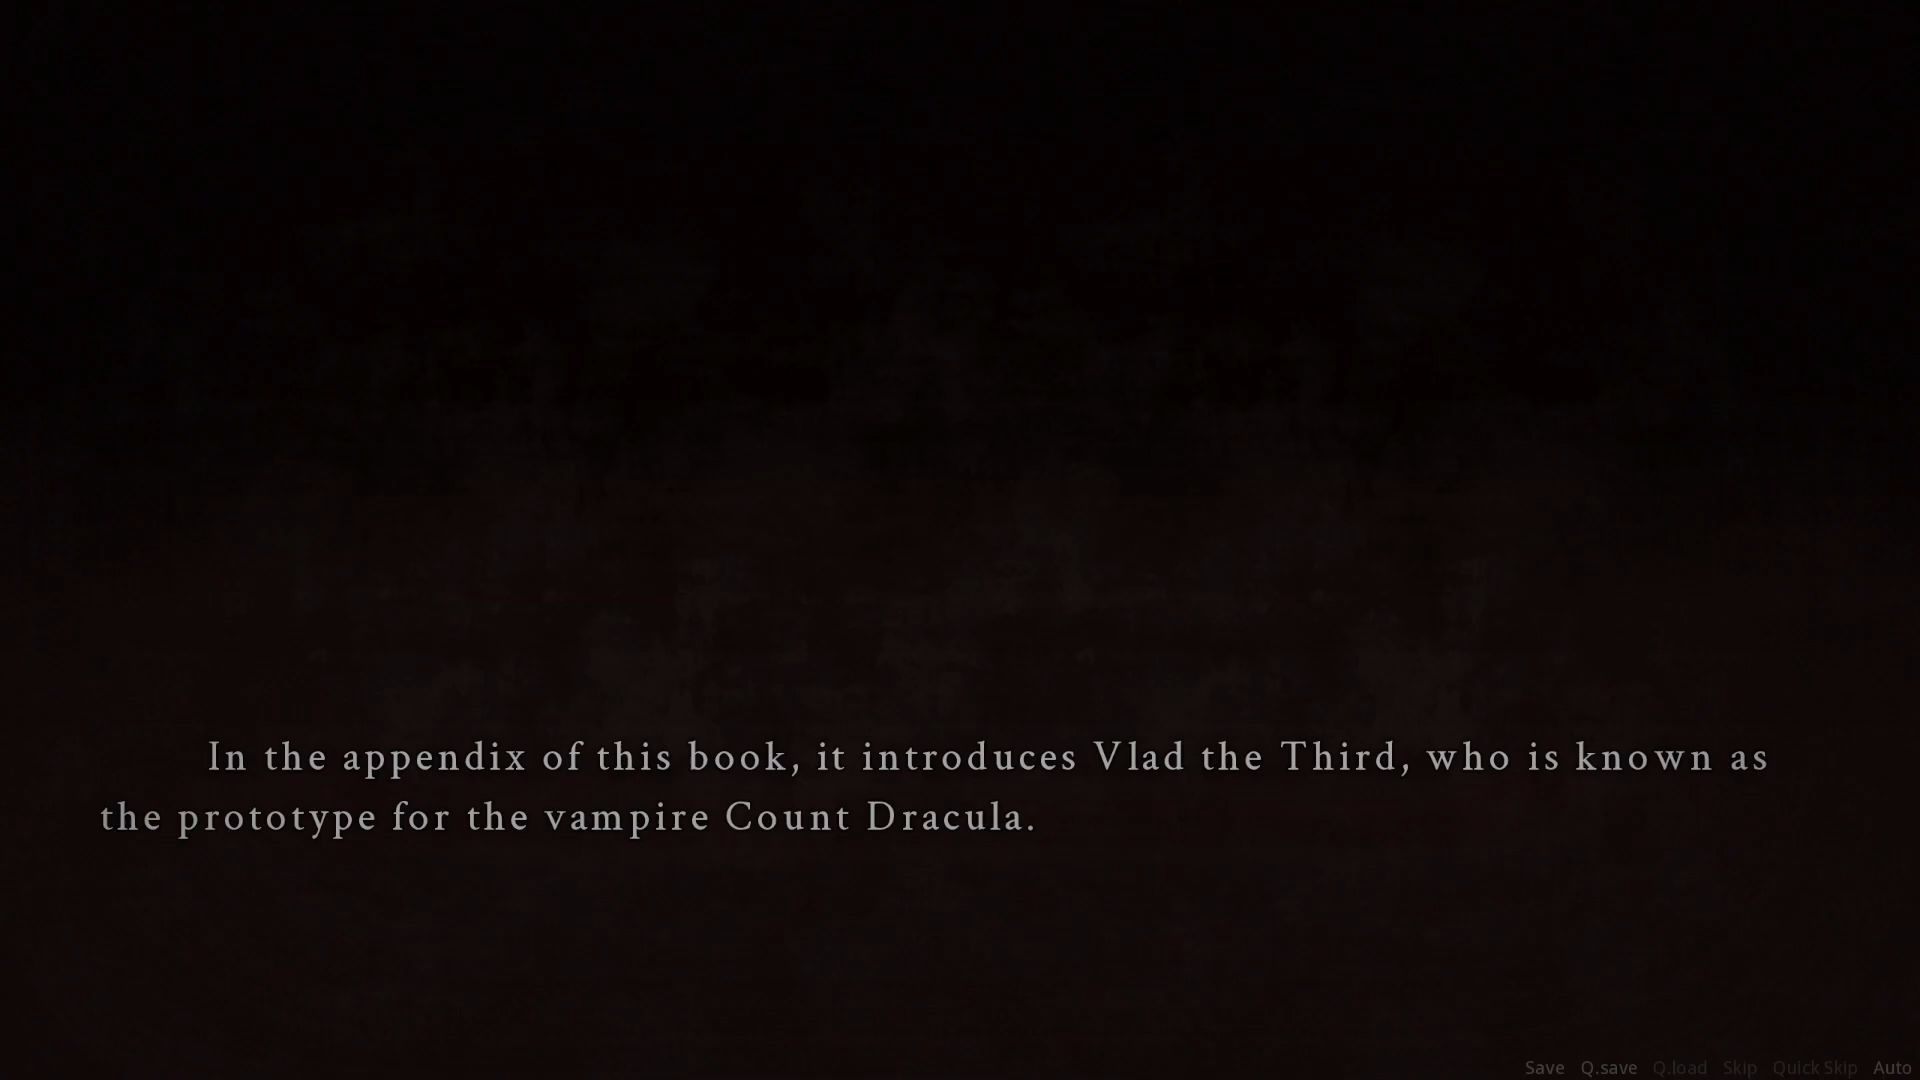 In the appendix of this book, it introduces Vlad the Third, who is known as
the prototype for the vampire Count Dracula.
Save Q.save Q.load Skip Quick Skip Auto